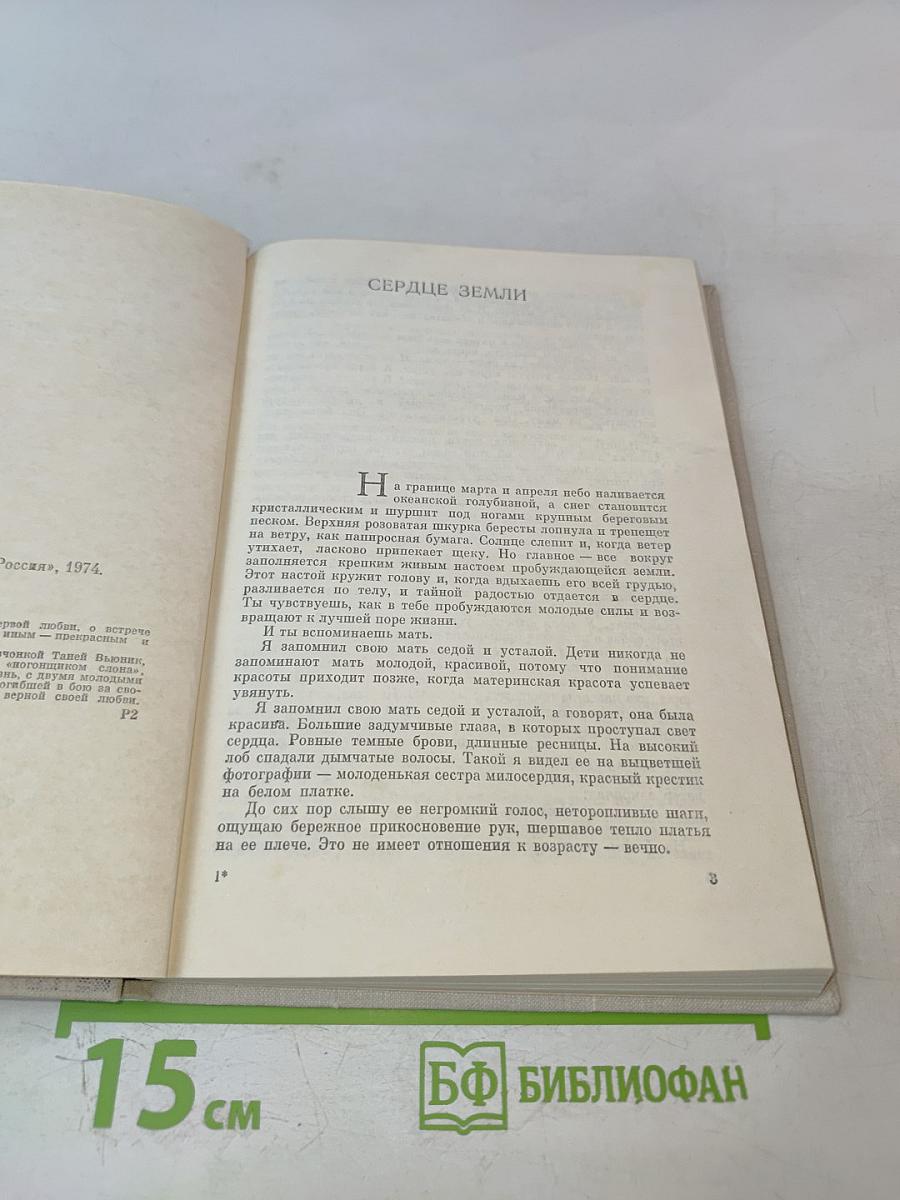 Россия», 1974.
ервой любви, о встрече
иным — прекрасным и
вчонкой Таней Вьюник,
«погонщиком слона»,
знь, с двумя молодыми
огибшей в бою за сво-
верной своей любви.
Р2
СЕРДЦЕ ЗЕМЛИ
На границе марта и апреля небо наливается
океанской голубизной, а снег становится
кристаллическим и шуршит под ногами крупным береговым
песком. Верхняя розоватая шкурка бересты лопнула и трепещет
на ветру, как папиросная бумага. Солнце слепит и, когда ветер
утихает, ласково припекает щеку. Но главное — все вокруг
заполняется крепким живым настоем пробуждающейся земли.
Этот настой кружит голову и, когда вдыхаешь его всей грудью,
разливается по телу, и тайной радостью отдается в сердце.
Ты чувствуешь, как в тебе пробуждаются молодые силы и воз-
вращают к лучшей поре жизни.
И ты вспоминаешь мать.
Я запомнил свою мать седой и усталой. Дети никогда не
запоминают мать молодой, красивой, потому что понимание
красоты приходит позже, когда материнская красота успевает
увянуть.
Я запомнил свою мать седой и усталой, а говорят, она была
красива. Большие задумчивые глаза, в которых проступал свет
сердца. Ровные темные брови, длинные ресницы. На высокий
лоб спадали дымчатые волосы. Такой я видел ее на выцветшей
фотографии — молоденькая сестра милосердия, красный крестик
на белом платке.
До сих пор слышу ее негромкий голос, неторопливые шаги,
ощущаю бережное прикосновение рук, шершавое тепло платья
на ее плече. Это не имеет отношения к возрасту — вечно.
1*
3
15 см
БФ БИБЛИОФАН